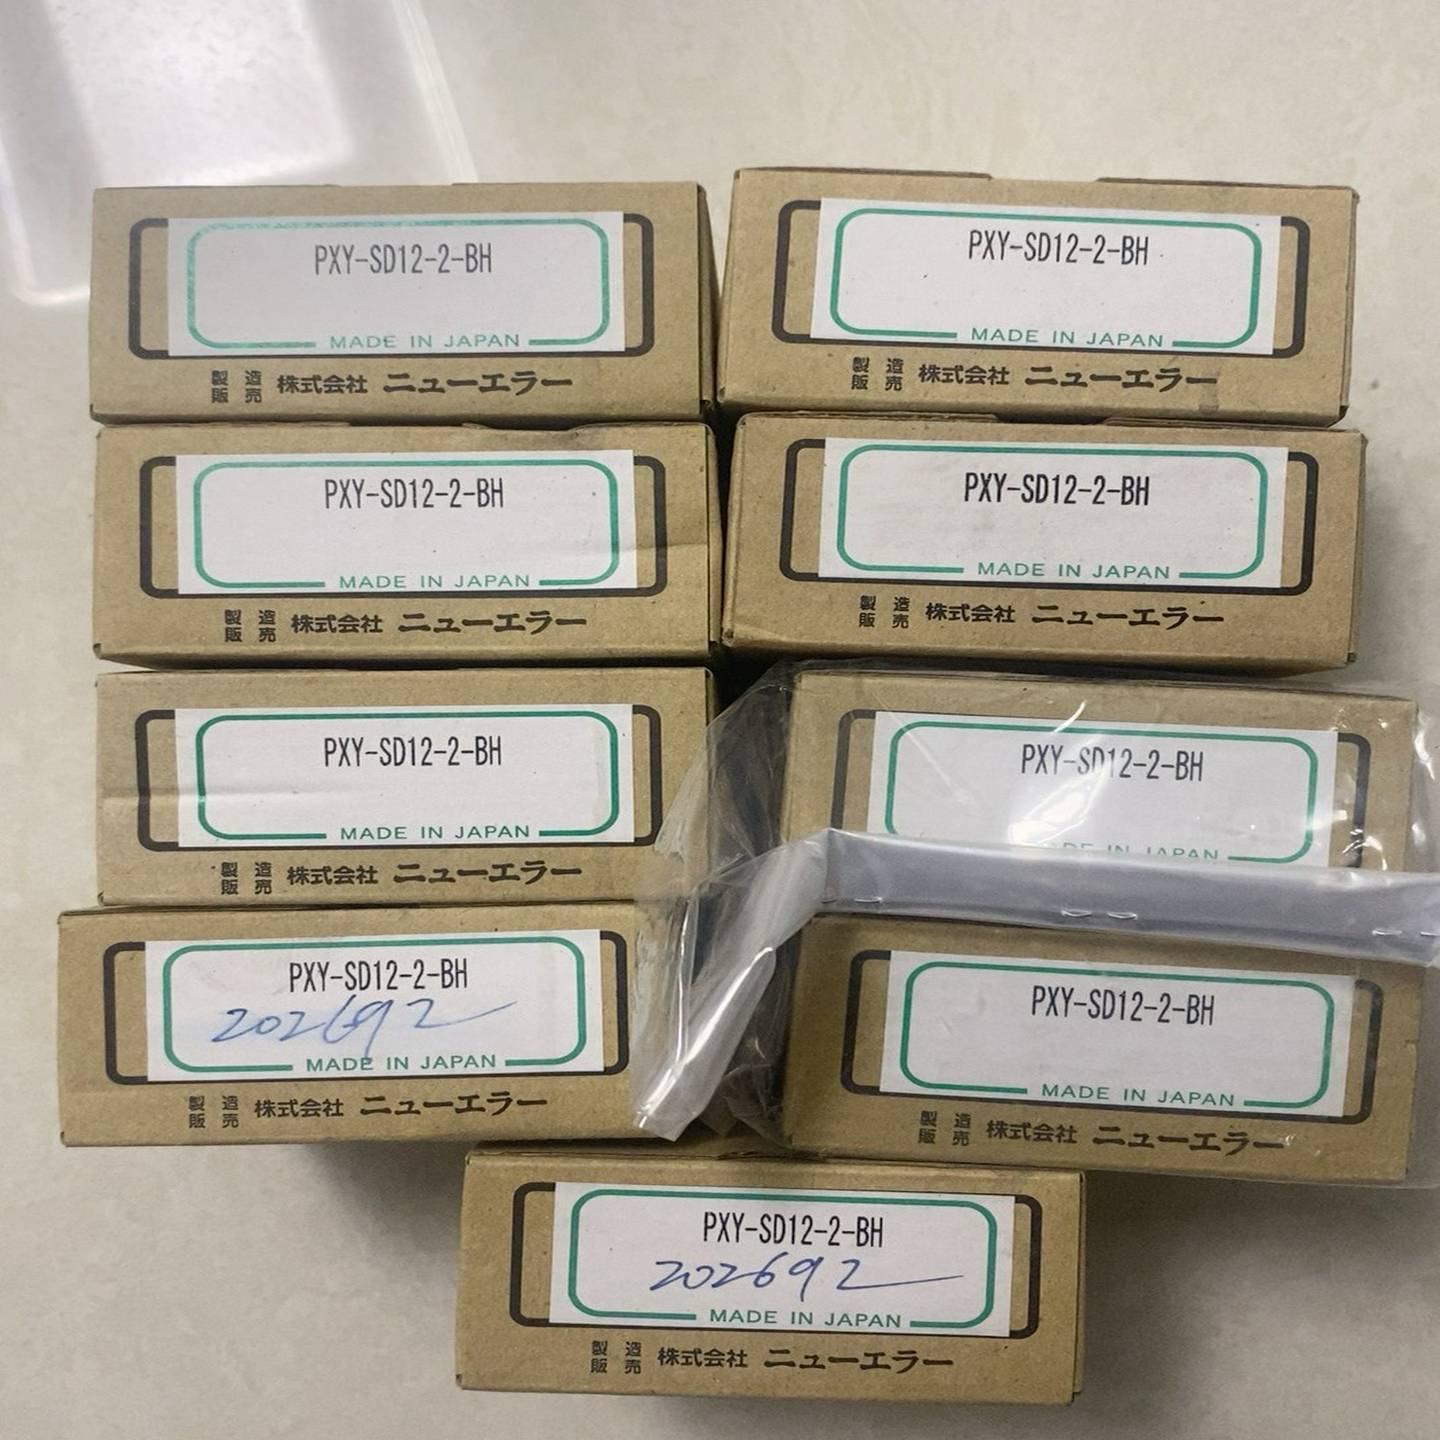 PXY-SD12-2-BH
MADE IN JAPAN
製造
販売
株式会社 ニューエラー
PXY-SD12-2-BH
MADE IN JAPAN
製造
販売
株式会社 ニューエラー
PXY-SD12-2-BH
MADE IN JAPAN
製造
販売
株式会社 ニューエラー
PXY-SD12-2-BH
MADE IN JAPAN
製造
販売
株式会社 ニューエラー
PXY-SD12-2-BH
MADE IN JAPAN
製造
販売
株式会社 ニューエラー
PXY-SD12-2-BH
MADE IN JAPAN
PXY-SD12-2-BH
202692
MADE IN JAPAN
製造
販売
株式会社 ニューエラー
PXY-SD12-2-BH
MADE IN JAPAN
製造
販売
株式会社 ニューエラー
PXY-SD12-2-BH
202692
MADE IN JAPAN
製造
販売
株式会社 ニューエラー